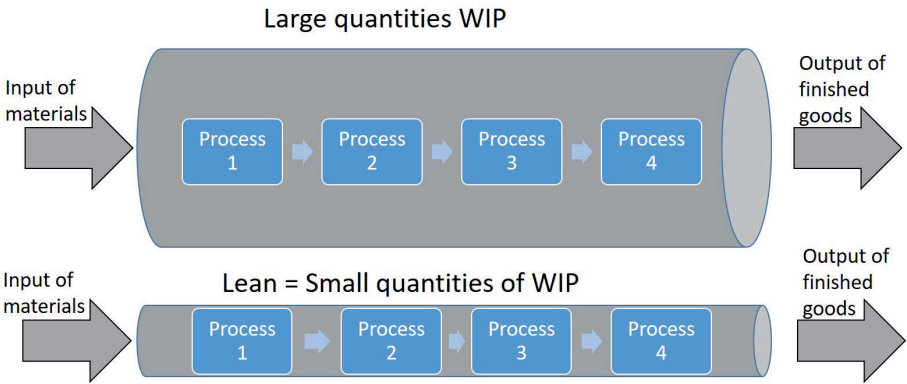 Large quantities WIP
Input of
materials
Process
1
Process
2
Process
3
Process
4
Output of
finished
goods
Lean = Small quantities of WIP
Input of
materials
Process
1
Process
2
Process
3
Process
4
Output of
finished
goods